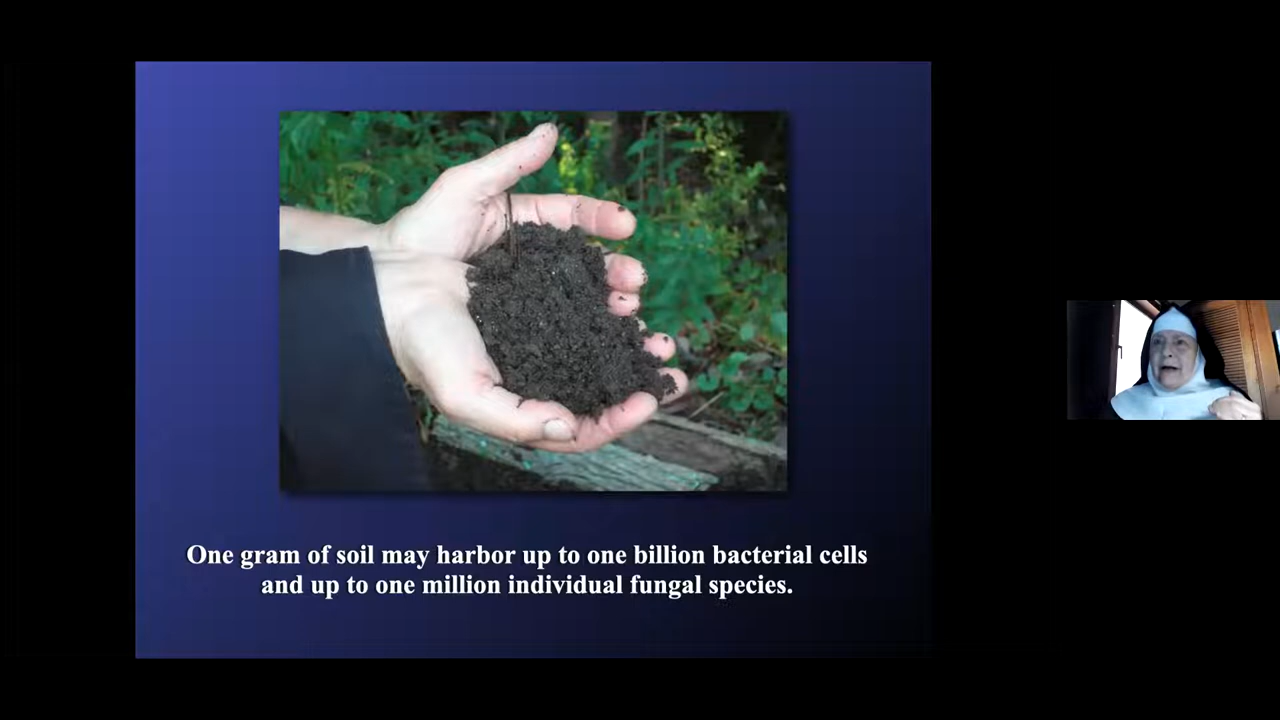 One gram of soil may harbor up to one billion bacterial cells
and up to one million individual fungal species.